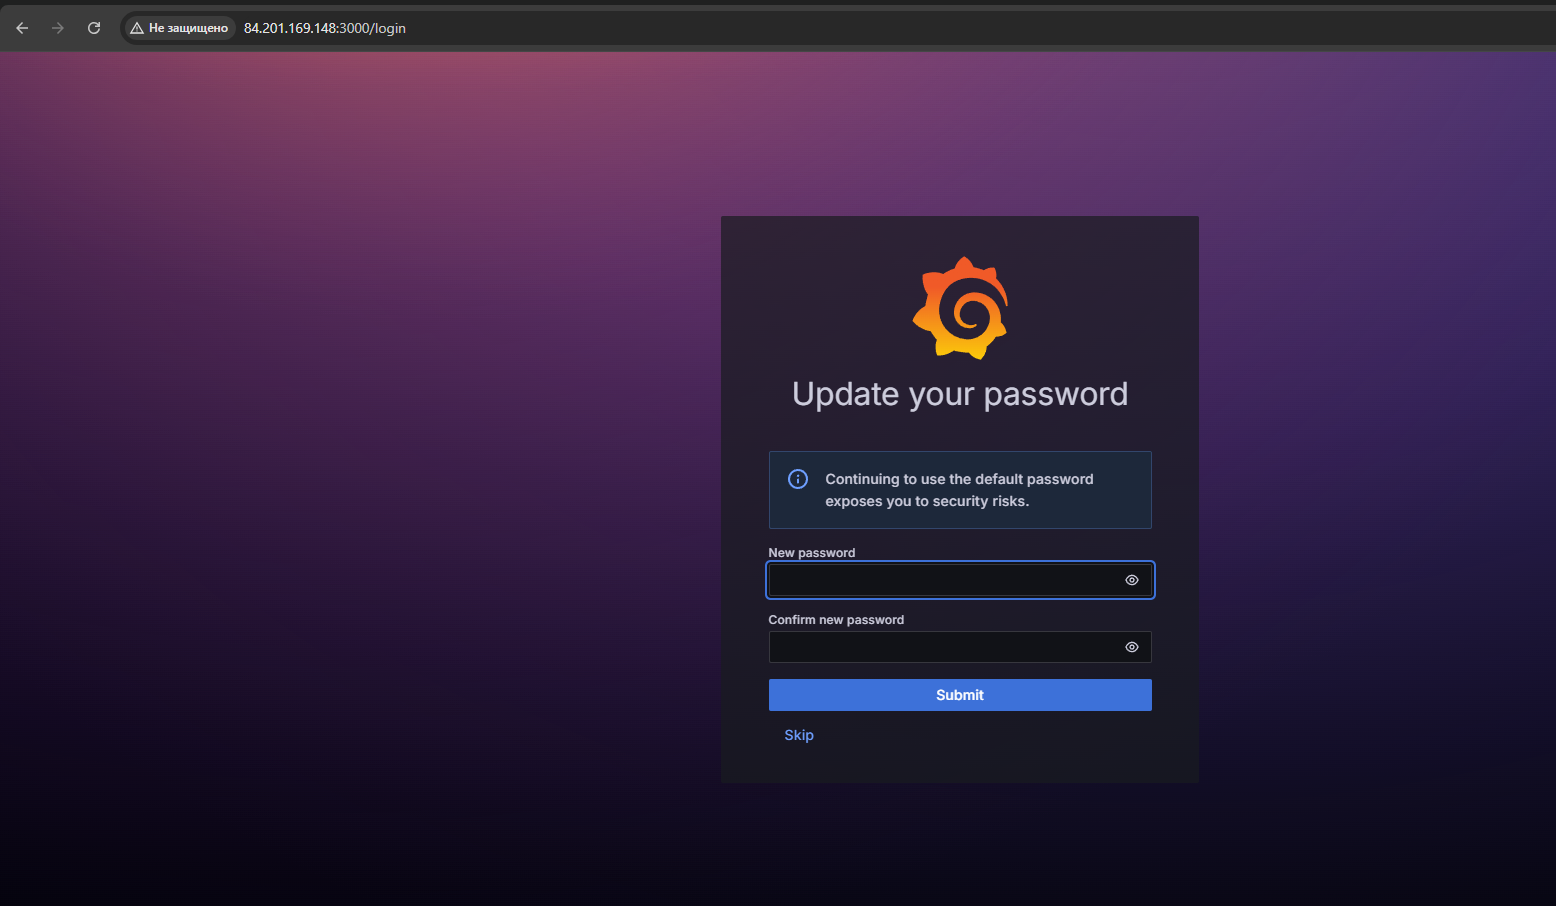 Не защищено 84.201.169.148:3000/login
Update your password
Continuing to use the default password
exposes you to security risks.
New password
Confirm new password
Submit
Skip